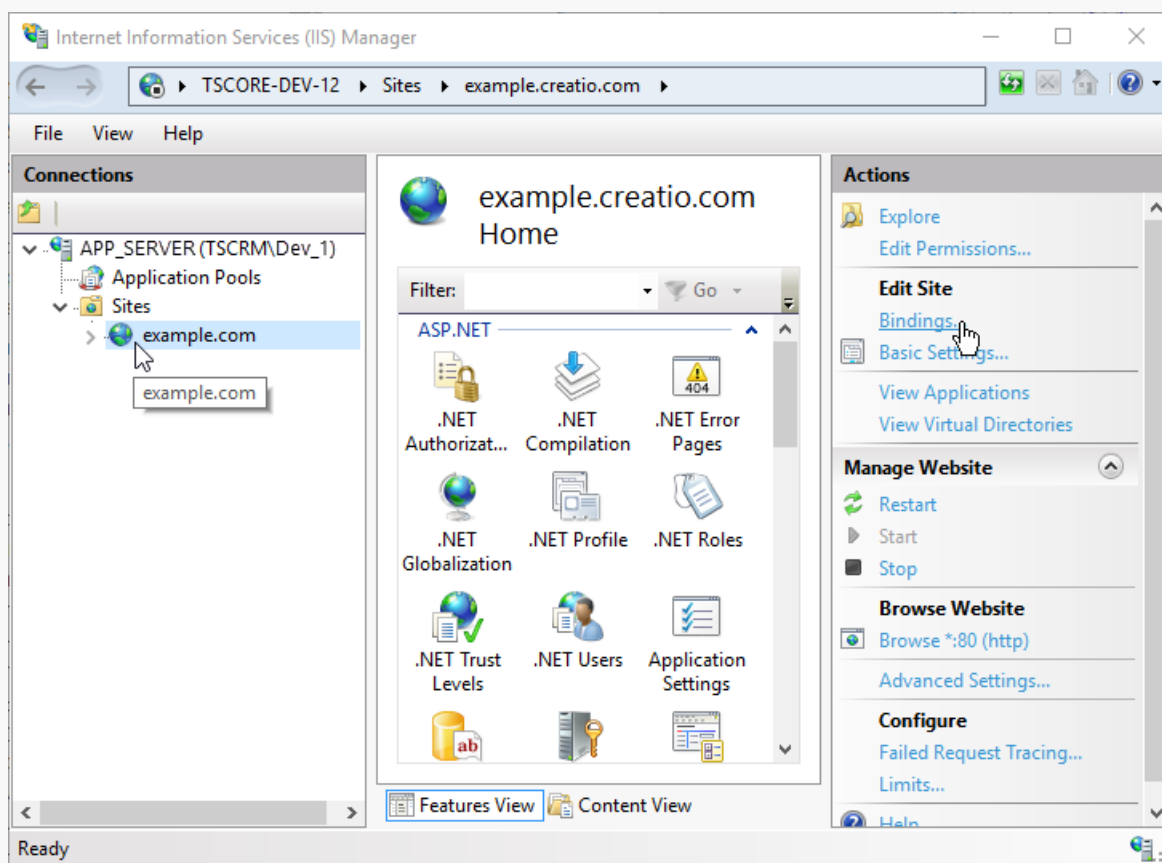 Internet Information Services (IIS) Manager
TSCORE-DEV-12 Sites example.creatio.com
File View Help
Connections
APP_SERVER (TSCRM\Dev_1)
Application Pools
Sites
example.com
example.com
example.creatio.com
Home
Filter: Go
ASP.NET
.NET
Authorizat...
.NET
Compilation
.NET Error
Pages
.NET
Globalization
.NET Profile
.NET Roles
.NET Trust
Levels
.NET Users
Application
Settings
Features View
Content View
Actions
Explore
Edit Permissions...
Edit Site
Bindings...
Basic Settings...
View Applications
View Virtual Directories
Manage Website
Restart
Start
Stop
Browse Website
Browse *:80 (http)
Advanced Settings...
Configure
Failed Request Tracing...
Limits...
Help
Ready